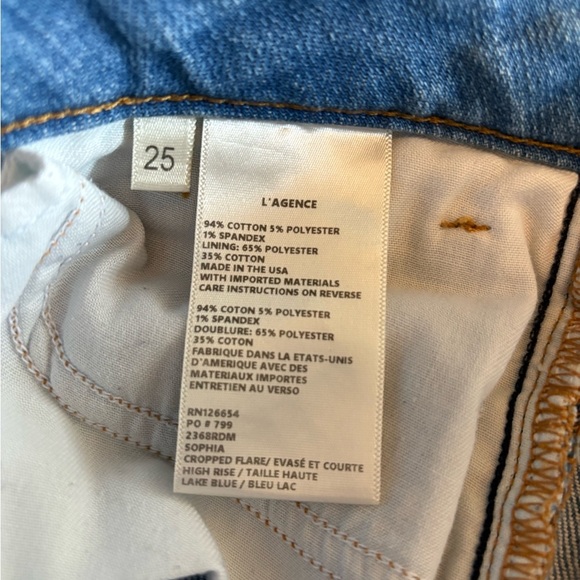 25
L'AGENCE
94% COTTON 5% POLYESTER
1% SPANDEX
LINING: 65% POLYESTER
35% COTTON
MADE IN THE USA
WITH IMPORTED MATERIALS
CARE INSTRUCTIONS ON REVERSE
94% COTON 5% POLYESTER
1% SPANDEX
DOUBLURE: 65% POLYESTER
35% COTON
FABRIQUE DANS LA ETATS-UNIS
D'AMERIQUE AVEC DES
MATERIAUX IMPORTES
ENTRETIEN AU VERSO
RN126654
PO # 799
2368RDM
SOPHIA
CROPPED FLARE/ EVASÉ ET COURTE
HIGH RISE / TAILLE HAUTE
LAKE BLUE / BLEU LAC